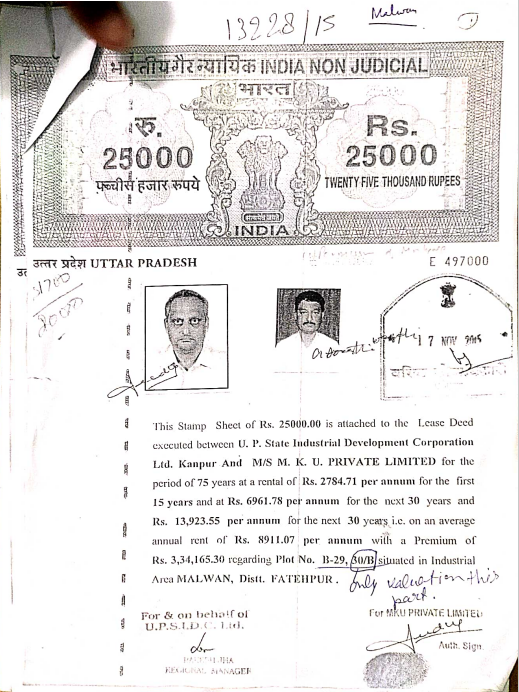 13228/15 Malwan
भारतीय गैर न्यायिक INDIA NON JUDICIAL
भारत
रु. Rs.
25000 25000
पच्चीस हजार रुपये TWENTY FIVE THOUSAND RUPEES
INDIA
उत्तर प्रदेश UTTAR PRADESH
E 497000
17 NOV 2015
This Stamp Sheet of Rs. 25000.00 is attached to the Lease Deed
executed between U. P. State Industrial Development Corporation
Ltd. Kanpur And M/S M. K. U. PRIVATE LIMITED for the
period of 75 years at a rental of Rs. 2784.71 per annum for the first
15 years and at Rs. 6961.78 per annum for the next 30 years and
Rs. 13,923.55 per annum for the next 30 years i.e. on an average
annual rent of Rs. 8911.07 per annum with a Premium of
Rs. 3,34,165.30 regarding Plot No. B-29, 30/B situated in Industrial
Area MALWAN, Distt. FATEHPUR. Only valuation this
part.
For & on behalf of
U.P.S.I.D.C. Ltd.
REGIONAL MANAGER
For MKU PRIVATE LIMITED
Auth. Sign.